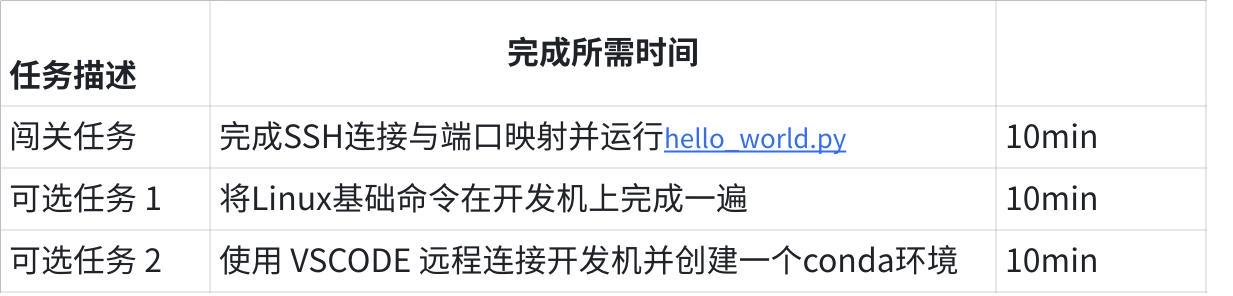 任务描述 完成所需时间
闯关任务 完成SSH连接与端口映射并运行hello_world.py 10min
可选任务 1 将Linux基础命令在开发机上完成一遍 10min
可选任务 2 使用 VSCODE 远程连接开发机并创建一个conda环境 10min